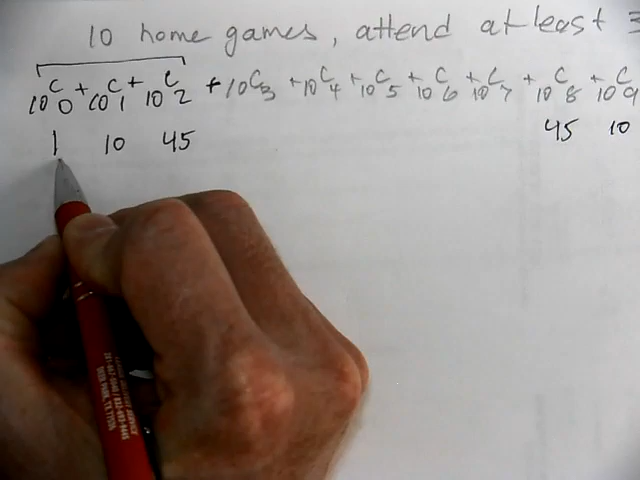 10 home games, attend at least 3
10C0 + 10C1 + 10C2 + 10C3 + 10C4 + 10C5 + 10C6 + 10C7 + 10C8 + 10C9
1 10 45 45 10